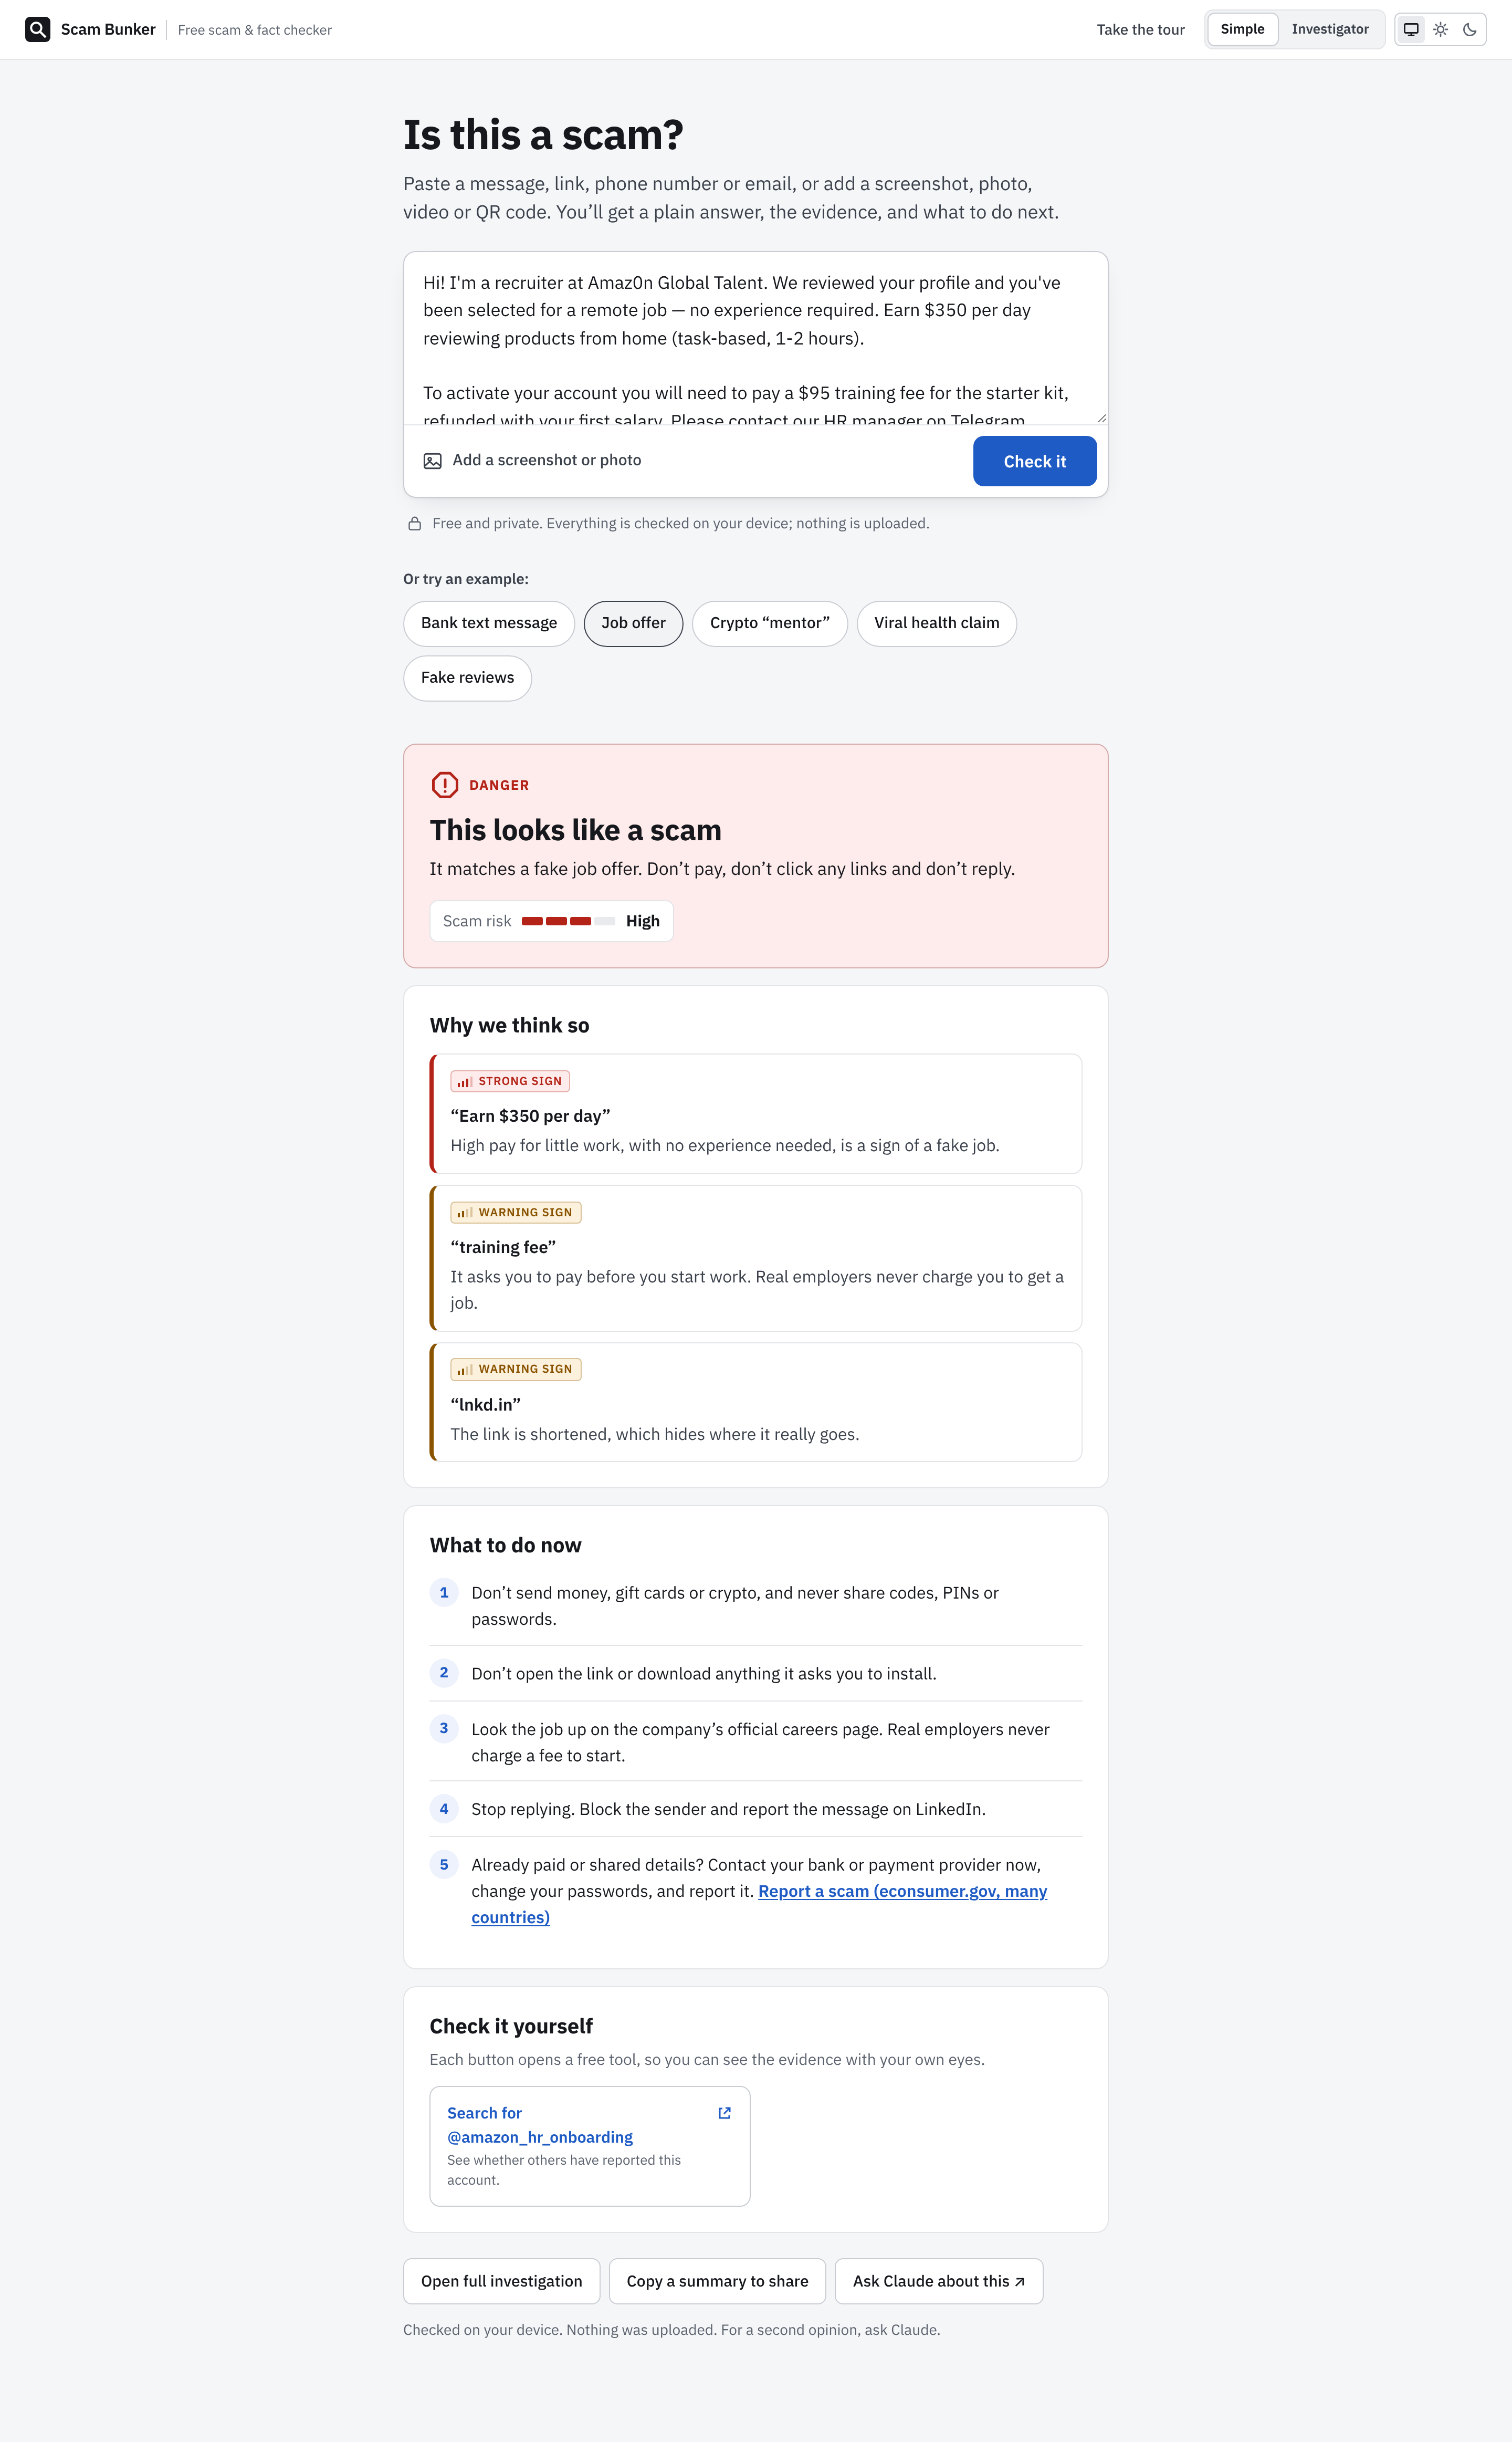 Scam Bunker
Free scam & fact checker
Take the tour
Simple
Investigator
Is this a scam?
Paste a message, link, phone number or email, or add a screenshot, photo,
video or QR code. You’ll get a plain answer, the evidence, and what to do next.
Hi! I'm a recruiter at Amaz0n Global Talent. We reviewed your profile and you've
been selected for a remote job — no experience required. Earn $350 per day
reviewing products from home (task-based, 1-2 hours).
To activate your account you will need to pay a $95 training fee for the starter kit,
refunded with your first salary. Please contact our HR manager on Telegram
Add a screenshot or photo
Check it
Free and private. Everything is checked on your device; nothing is uploaded.
Or try an example:
Bank text message
Job offer
Crypto “mentor”
Viral health claim
Fake reviews
DANGER
This looks like a scam
It matches a fake job offer. Don’t pay, don’t click any links and don’t reply.
Scam risk
High
Why we think so
STRONG SIGN
“Earn $350 per day”
High pay for little work, with no experience needed, is a sign of a fake job.
WARNING SIGN
“training fee”
It asks you to pay before you start work. Real employers never charge you to get a
job.
WARNING SIGN
“lnkd.in”
The link is shortened, which hides where it really goes.
What to do now
1 Don’t send money, gift cards or crypto, and never share codes, PINs or
passwords.
2 Don’t open the link or download anything it asks you to install.
3 Look the job up on the company’s official careers page. Real employers never
charge a fee to start.
4 Stop replying. Block the sender and report the message on LinkedIn.
5 Already paid or shared details? Contact your bank or payment provider now,
change your passwords, and report it. Report a scam (econsumer.gov, many
countries)
Check it yourself
Each button opens a free tool, so you can see the evidence with your own eyes.
Search for
@amazon_hr_onboarding
See whether others have reported this
account.
Open full investigation
Copy a summary to share
Ask Claude about this ↗
Checked on your device. Nothing was uploaded. For a second opinion, ask Claude.